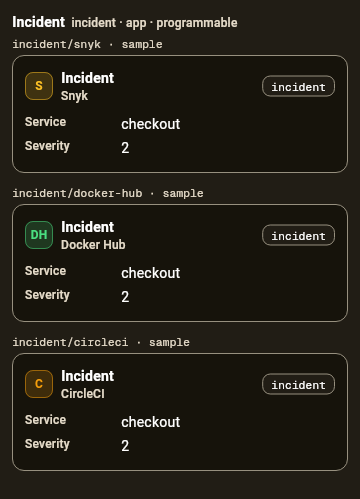 Incident incident · app · programmable
incident/snyk · sample
S Incident incident
Snyk
Service checkout
Severity 2
incident/docker-hub · sample
DH Incident incident
Docker Hub
Service checkout
Severity 2
incident/circleci · sample
C Incident incident
CircleCI
Service checkout
Severity 2